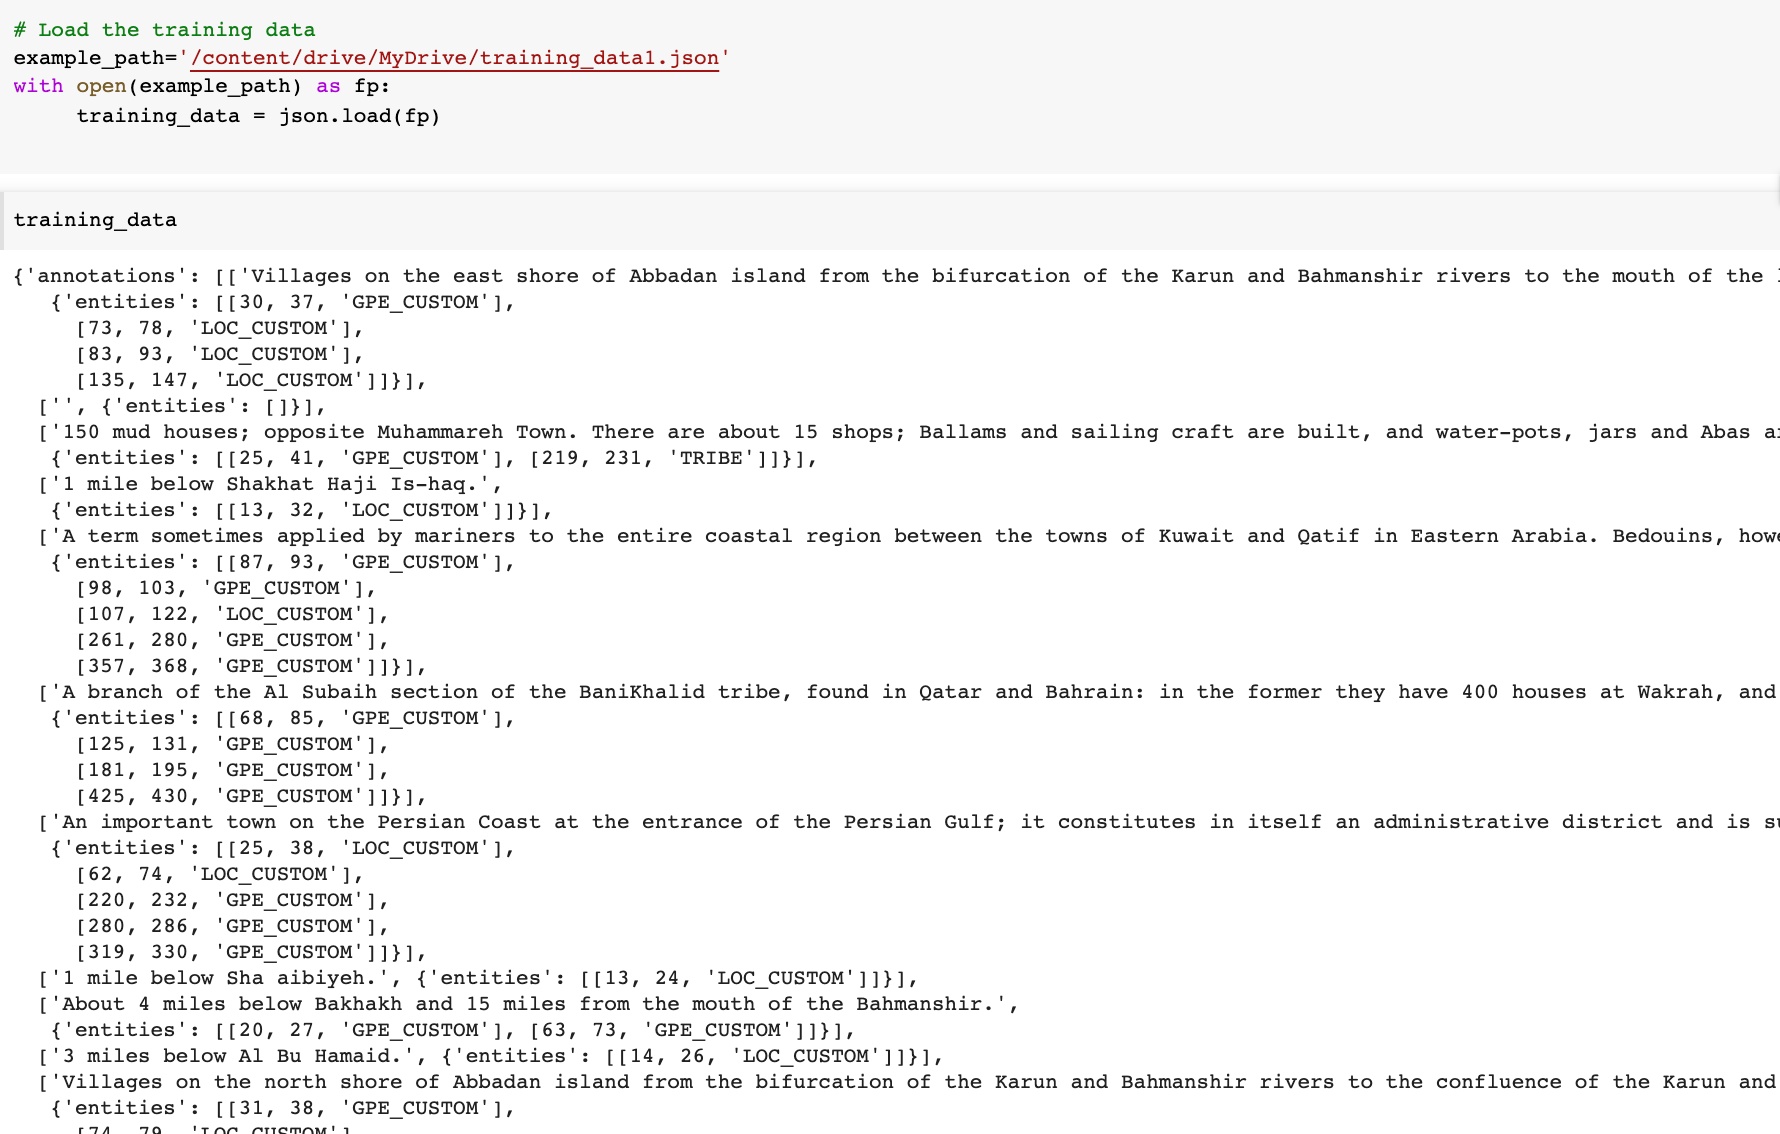 # Load the training data
example_path='/content/drive/MyDrive/training_data1.json'
with open(example_path) as fp:
     training_data = json.load(fp)
training_data
{'annotations': [['Villages on the east shore of Abbadan island from the bifurcation of the Karun and Bahmanshir rivers to the mouth of the
   {'entities': [[30, 37, 'GPE_CUSTOM'],
     [73, 78, 'LOC_CUSTOM'],
     [83, 93, 'LOC_CUSTOM'],
     [135, 147, 'LOC_CUSTOM']]}],
  ['', {'entities': []}],
  ['150 mud houses; opposite Muhammareh Town. There are about 15 shops; Ballams and sailing craft are built, and water-pots, jars and Abas
   {'entities': [[25, 41, 'GPE_CUSTOM'], [219, 231, 'TRIBE']]}],
  ['1 mile below Shakhat Haji Is-haq.',
   {'entities': [[13, 32, 'LOC_CUSTOM']]}],
  ['A term sometimes applied by mariners to the entire coastal region between the towns of Kuwait and Qatif in Eastern Arabia. Bedouins,
   {'entities': [[87, 93, 'GPE_CUSTOM'],
     [98, 103, 'GPE_CUSTOM'],
     [107, 122, 'LOC_CUSTOM'],
     [261, 280, 'GPE_CUSTOM'],
     [357, 368, 'GPE_CUSTOM']]}],
  ['A branch of the Al Subaih section of the BaniKhalid tribe, found in Qatar and Bahrain: in the former they have 400 houses at Wakrah, and
   {'entities': [[68, 85, 'GPE_CUSTOM'],
     [125, 131, 'GPE_CUSTOM'],
     [181, 195, 'GPE_CUSTOM'],
     [425, 430, 'GPE_CUSTOM']]}],
  ['An important town on the Persian Coast at the entrance of the Persian Gulf; it constitutes in itself an administrative district and is
   {'entities': [[25, 38, 'LOC_CUSTOM'],
     [62, 74, 'LOC_CUSTOM'],
     [220, 232, 'GPE_CUSTOM'],
     [280, 286, 'GPE_CUSTOM'],
     [319, 330, 'GPE_CUSTOM']]}],
  ['1 mile below Sha aibiyeh.', {'entities': [[13, 24, 'LOC_CUSTOM']]}],
  ['About 4 miles below Bakhakh and 15 miles from the mouth of the Bahmanshir.',
   {'entities': [[20, 27, 'GPE_CUSTOM'], [63, 73, 'GPE_CUSTOM']]}],
  ['3 miles below Al Bu Hamaid.', {'entities': [[14, 26, 'LOC_CUSTOM']]}],
  ['Villages on the north shore of Abbadan island from the bifurcation of the Karun and Bahmanshir rivers to the confluence of the Karun and
   {'entities': [[31, 38, 'GPE_CUSTOM'],
     [74, 79, 'LOC_CUSTOM'],